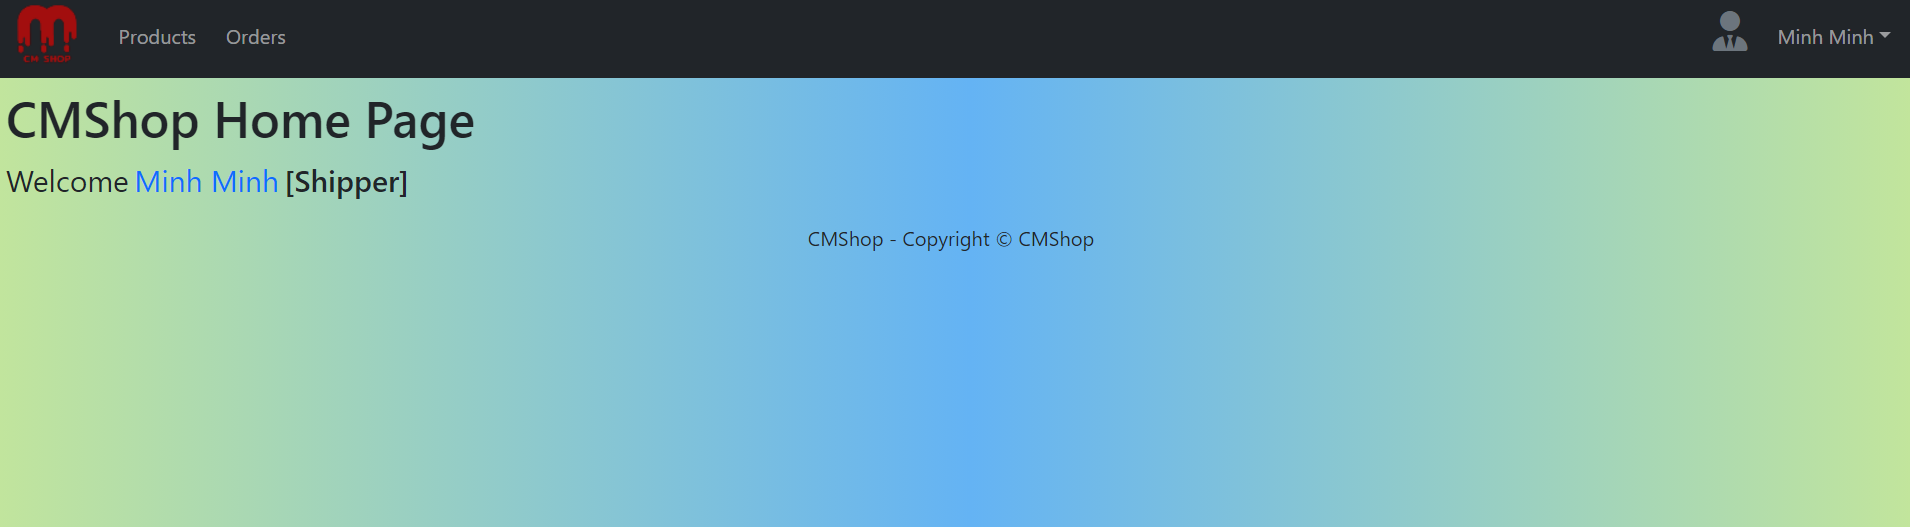 CM SHOP
Products Orders Minh Minh
CMShop Home Page
Welcome Minh Minh [Shipper]
CMShop - Copyright © CMShop